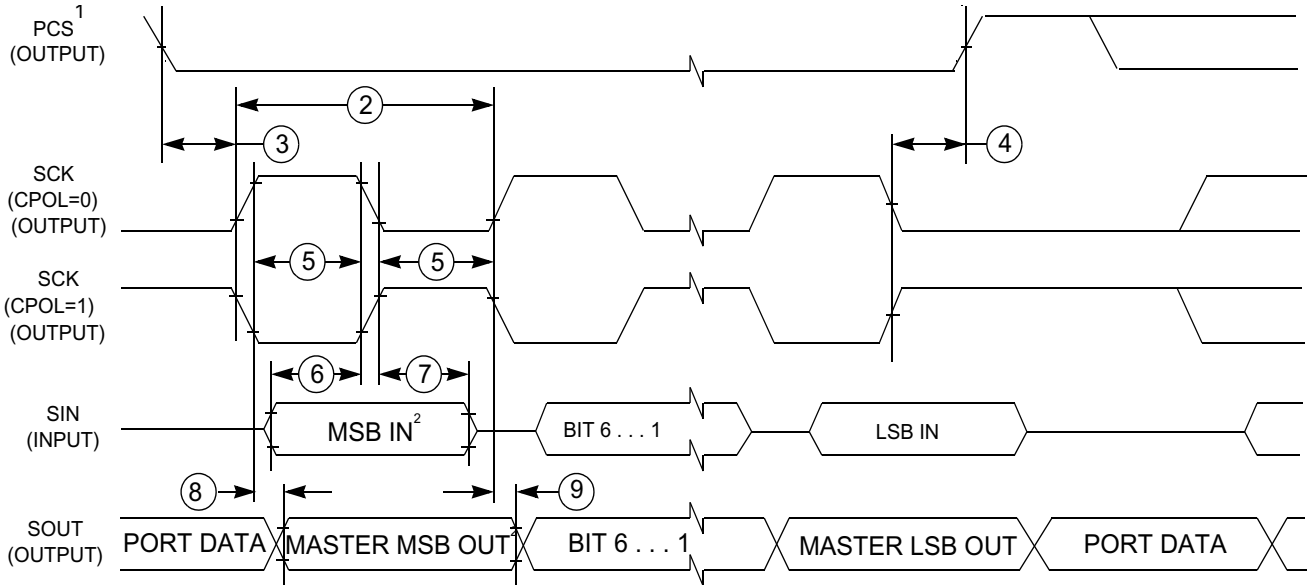 PCS1
(OUTPUT)
2
3
4
SCK
(CPOL=0)
(OUTPUT)
5
5
SCK
(CPOL=1)
(OUTPUT)
6
7
SIN
(INPUT)
MSB IN2
BIT 6 . . . 1
LSB IN
8
9
SOUT
(OUTPUT)
PORT DATA
MASTER MSB OUT2
BIT 6 . . . 1
MASTER LSB OUT
PORT DATA